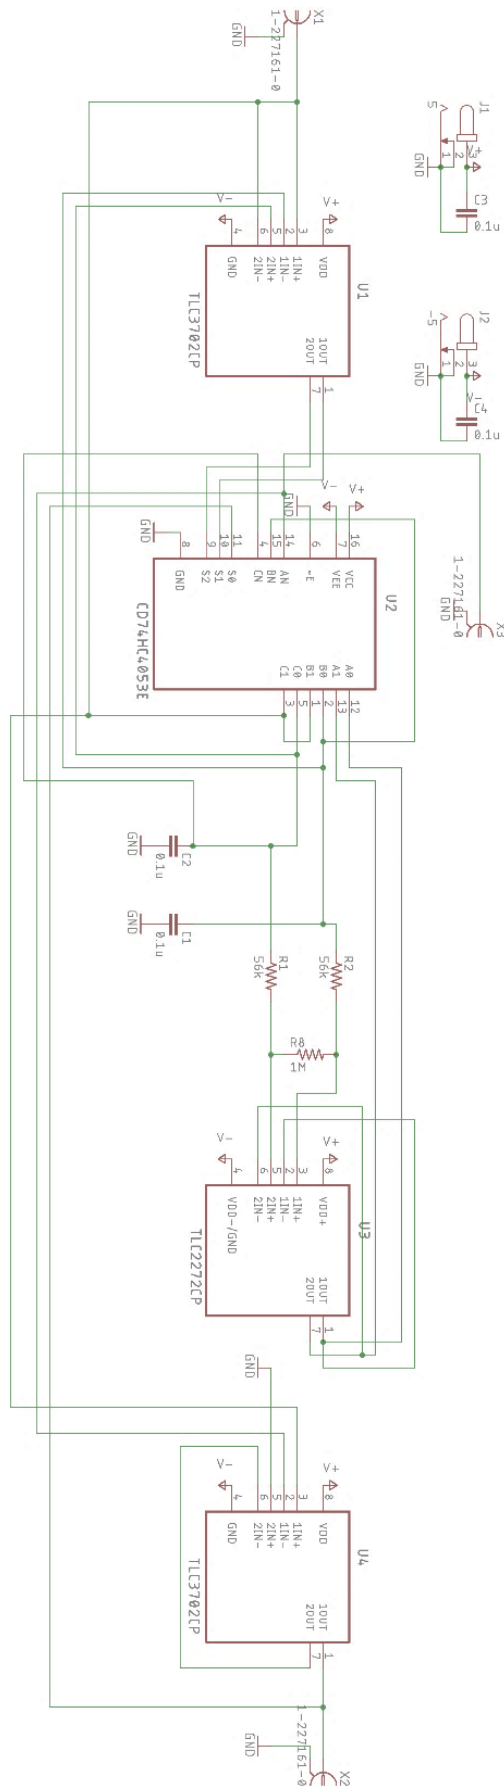 X1
1-227161-0
GND
J1
5
V+
3
2
1
GND
C3
0.1u
J2
-5
V-
3
2
1
GND
C4
0.1u
U1
TLC3702CP
V+
V-
8
3
2
5
6
4
VDD
1IN+
1IN-
2IN+
2IN-
GND
1OUT
2OUT
1
7
U2
CD74HC4053E
V+
V-
GND
GND
16
7
6
14
15
4
11
10
9
8
VCC
VEE
*E
AN
BN
CN
S0
S1
S2
GND
A0
A1
B0
B1
C0
C1
12
13
2
1
5
3
X3
1-227161-0
GND
C2
0.1u
GND
C1
0.1u
GND
R1
56k
R2
56k
R8
1M
U3
TLC2272CP
V+
V-
8
3
2
5
6
4
VDD+
1IN+
1IN-
2IN+
2IN-
VDD-/GND
1OUT
2OUT
1
7
GND
U4
TLC3702CP
V+
V-
8
3
2
5
6
4
VDD
1IN+
1IN-
2IN+
2IN-
GND
1OUT
2OUT
1
7
X2
1-227161-0
GND